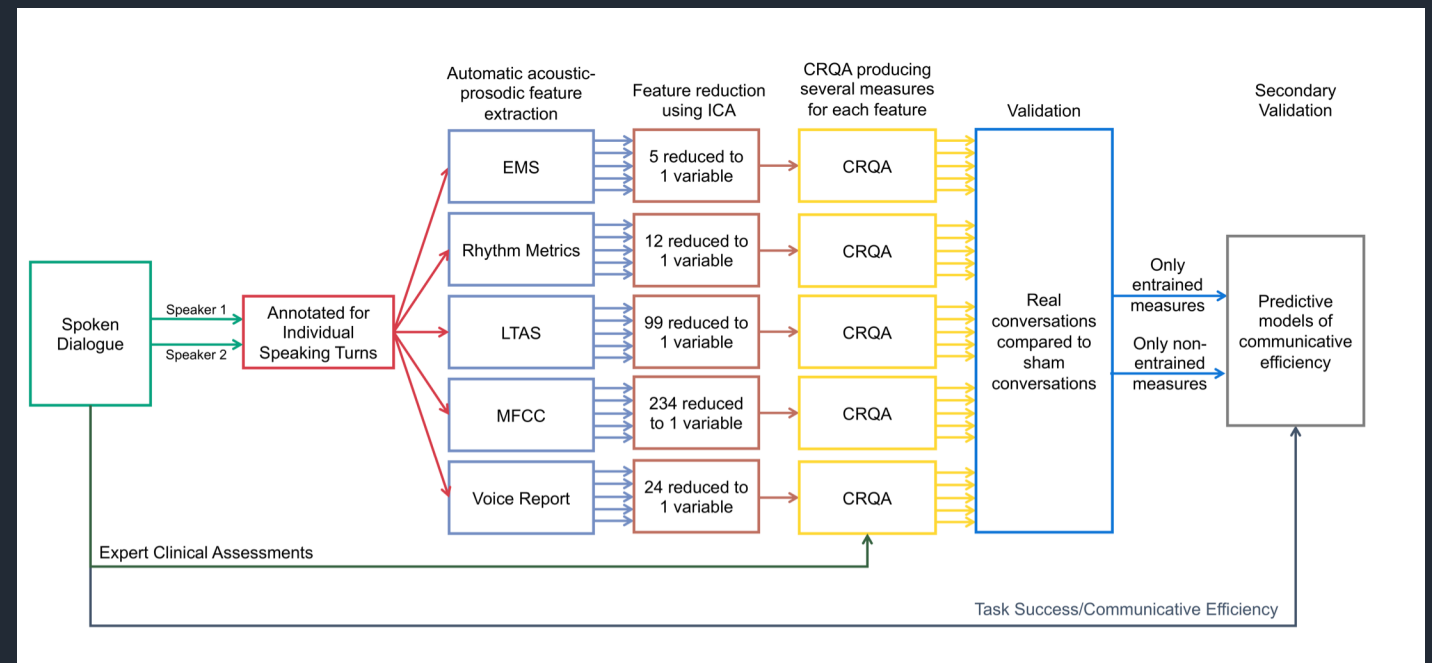 Automatic acoustic-
prosodic feature
extraction
Feature reduction
using ICA
CRQA producing
several measures
for each feature
Validation
Secondary
Validation
Spoken
Dialogue
Speaker 1
Speaker 2
Annotated for
Individual
Speaking Turns
EMS
5 reduced to
1 variable
CRQA
Rhythm Metrics
12 reduced to
1 variable
CRQA
LTAS
99 reduced to
1 variable
CRQA
MFCC
234 reduced
to 1 variable
CRQA
Voice Report
24 reduced to
1 variable
CRQA
Real
conversations
compared to
sham
conversations
Only
entrained
measures
Only non-
entrained
measures
Predictive
models of
communicative
efficiency
Expert Clinical Assessments
Task Success/Communicative Efficiency